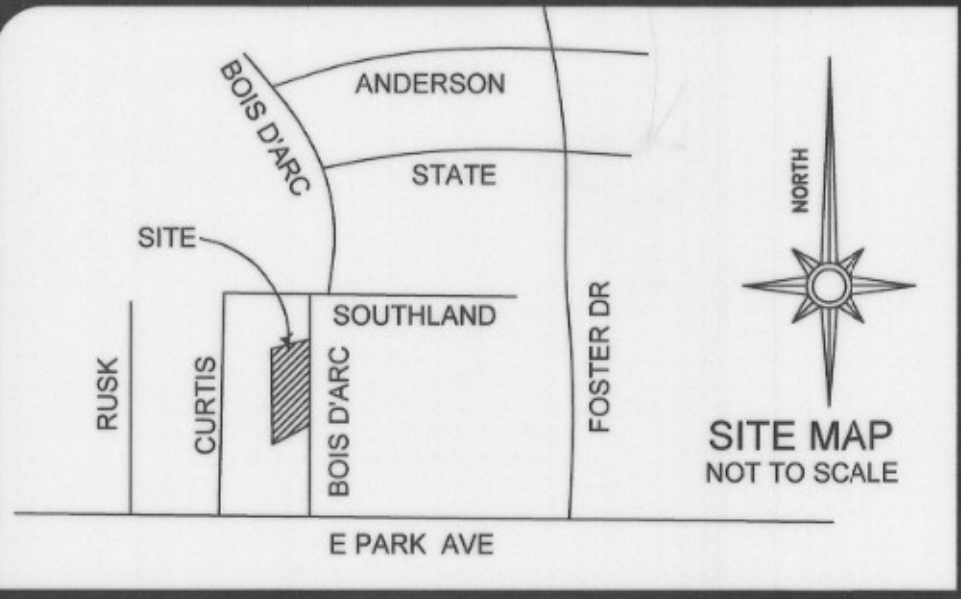 ANDERSON
BOIS D'ARC
STATE
NORTH
SITE
SOUTHLAND
RUSK
CURTIS
BOIS D'ARC
FOSTER DR
SITE MAP
NOT TO SCALE
E PARK AVE